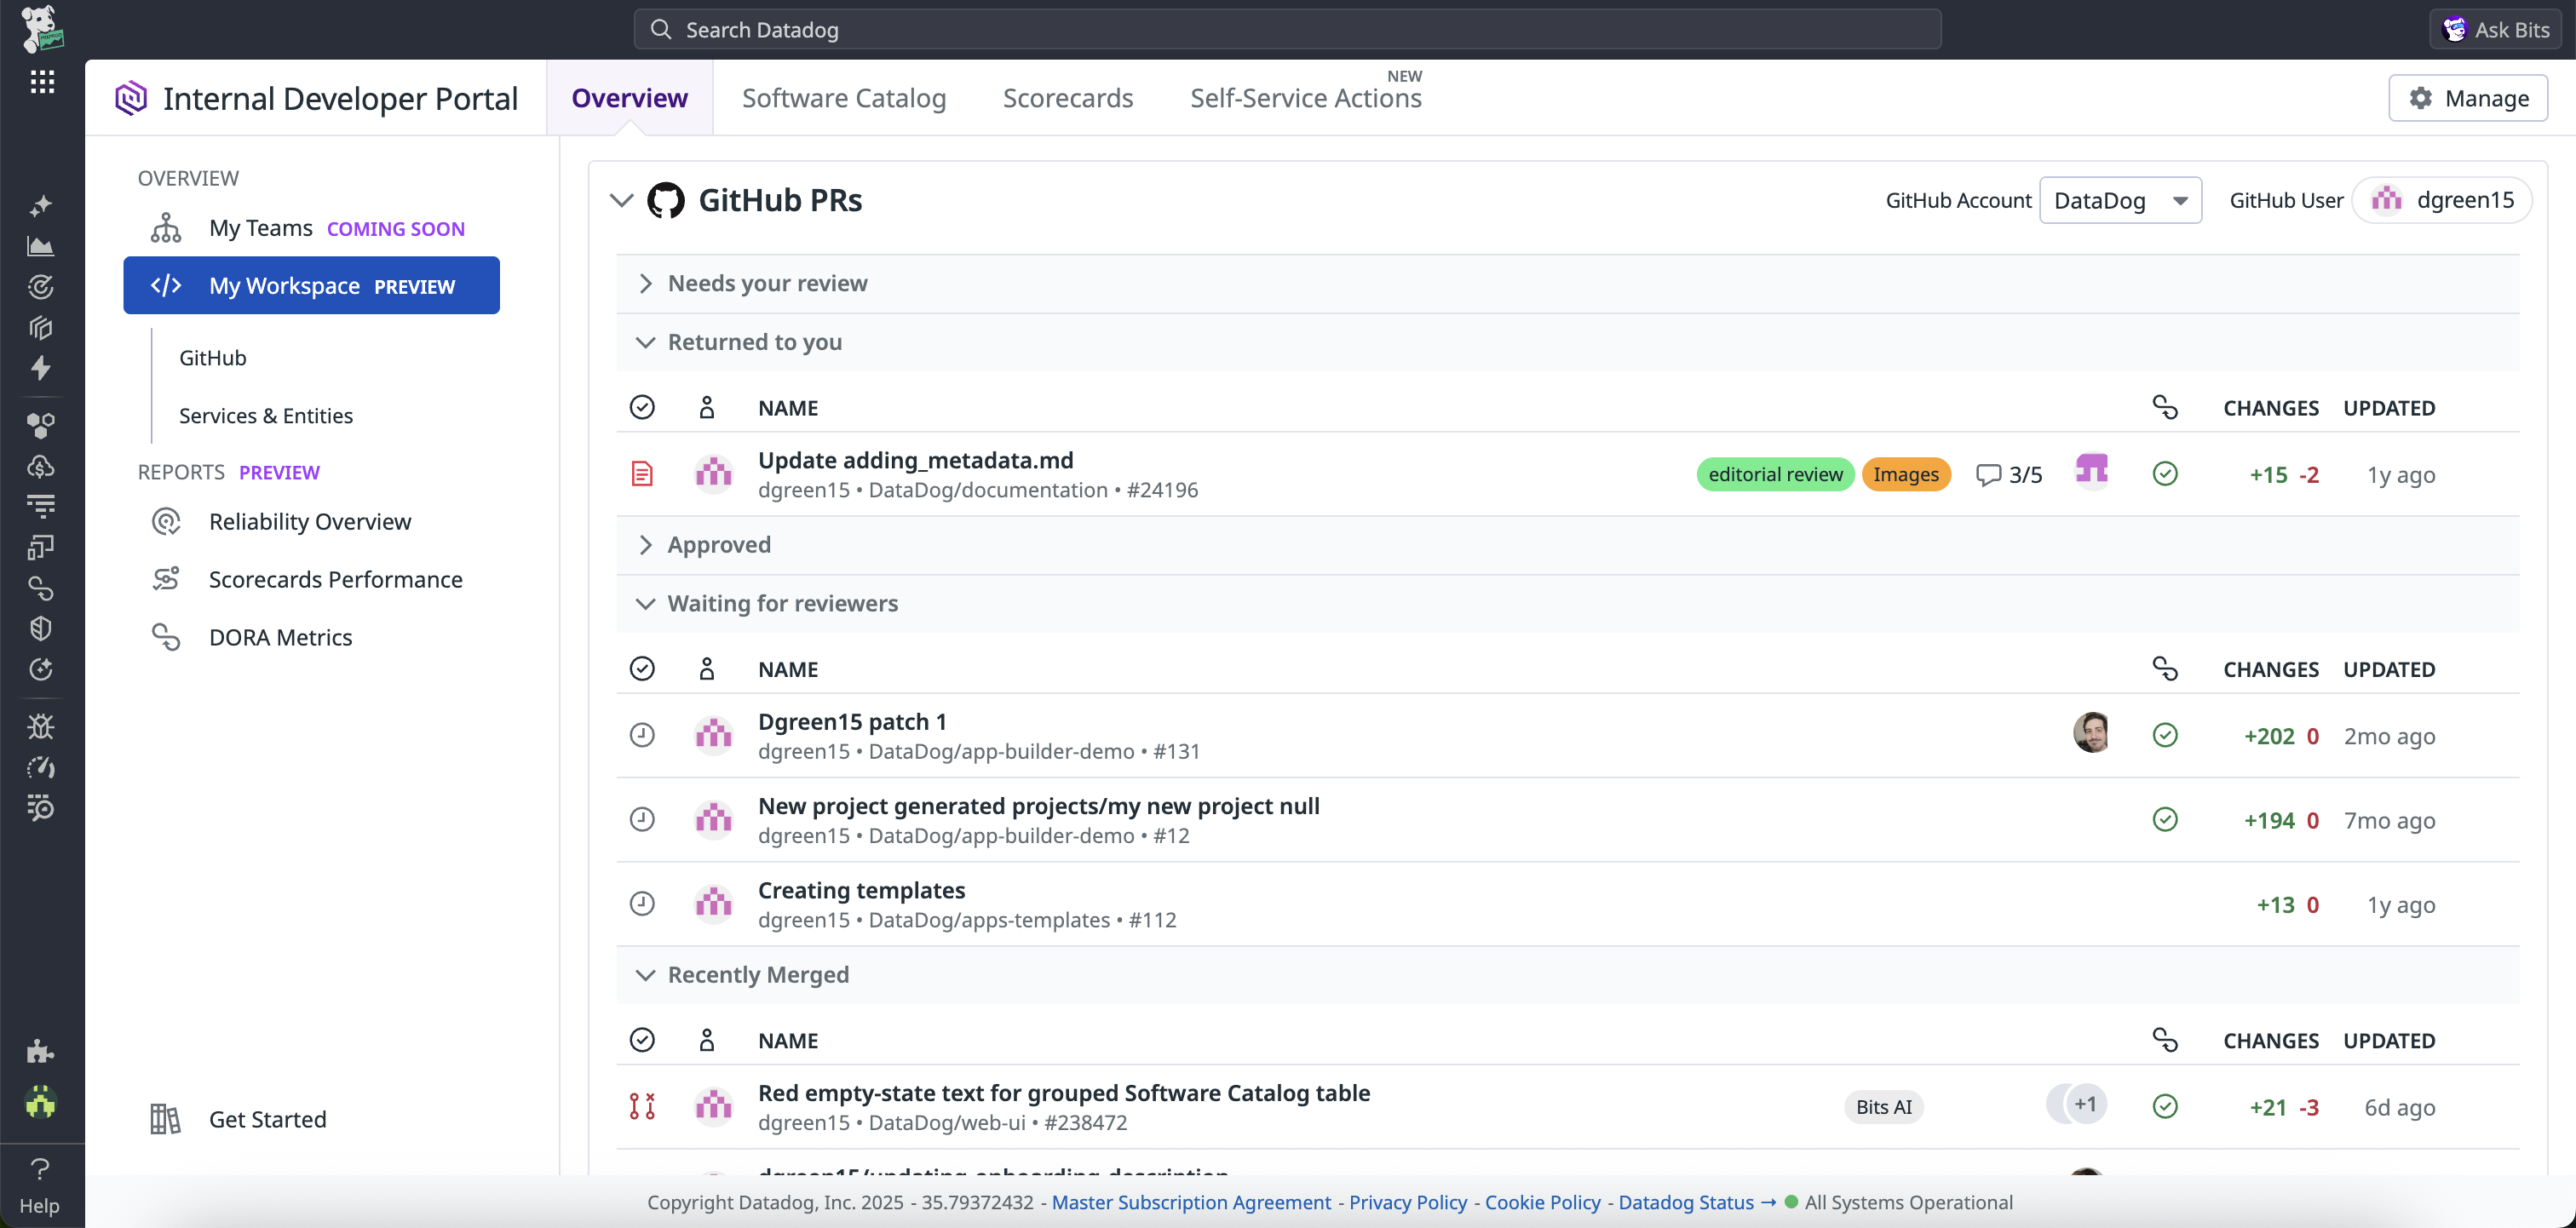 Search Datadog
Ask Bits
Internal Developer Portal
Overview
Software Catalog
Scorecards
NEW
Self-Service Actions
Manage
OVERVIEW
My Teams COMING SOON
My Workspace PREVIEW
GitHub
Services & Entities
REPORTS PREVIEW
Reliability Overview
Scorecards Performance
DORA Metrics
Get Started
Help
GitHub PRs
GitHub Account DataDog
GitHub User dgreen15
Needs your review
Returned to you
NAME CHANGES UPDATED
Update adding_metadata.md
dgreen15 • DataDog/documentation • #24196
editorial review Images 3/5 +15 -2 1y ago
Approved
Waiting for reviewers
NAME CHANGES UPDATED
Dgreen15 patch 1
dgreen15 • DataDog/app-builder-demo • #131
+202 0 2mo ago
New project generated projects/my new project null
dgreen15 • DataDog/app-builder-demo • #12
+194 0 7mo ago
Creating templates
dgreen15 • DataDog/apps-templates • #112
+13 0 1y ago
Recently Merged
NAME CHANGES UPDATED
Red empty-state text for grouped Software Catalog table
dgreen15 • DataDog/web-ui • #238472
Bits AI +1 +21 -3 6d ago
dgreen15/updating-onboarding-description
Copyright Datadog, Inc. 2025 - 35.79372432 - Master Subscription Agreement - Privacy Policy - Cookie Policy - Datadog Status → All Systems Operational